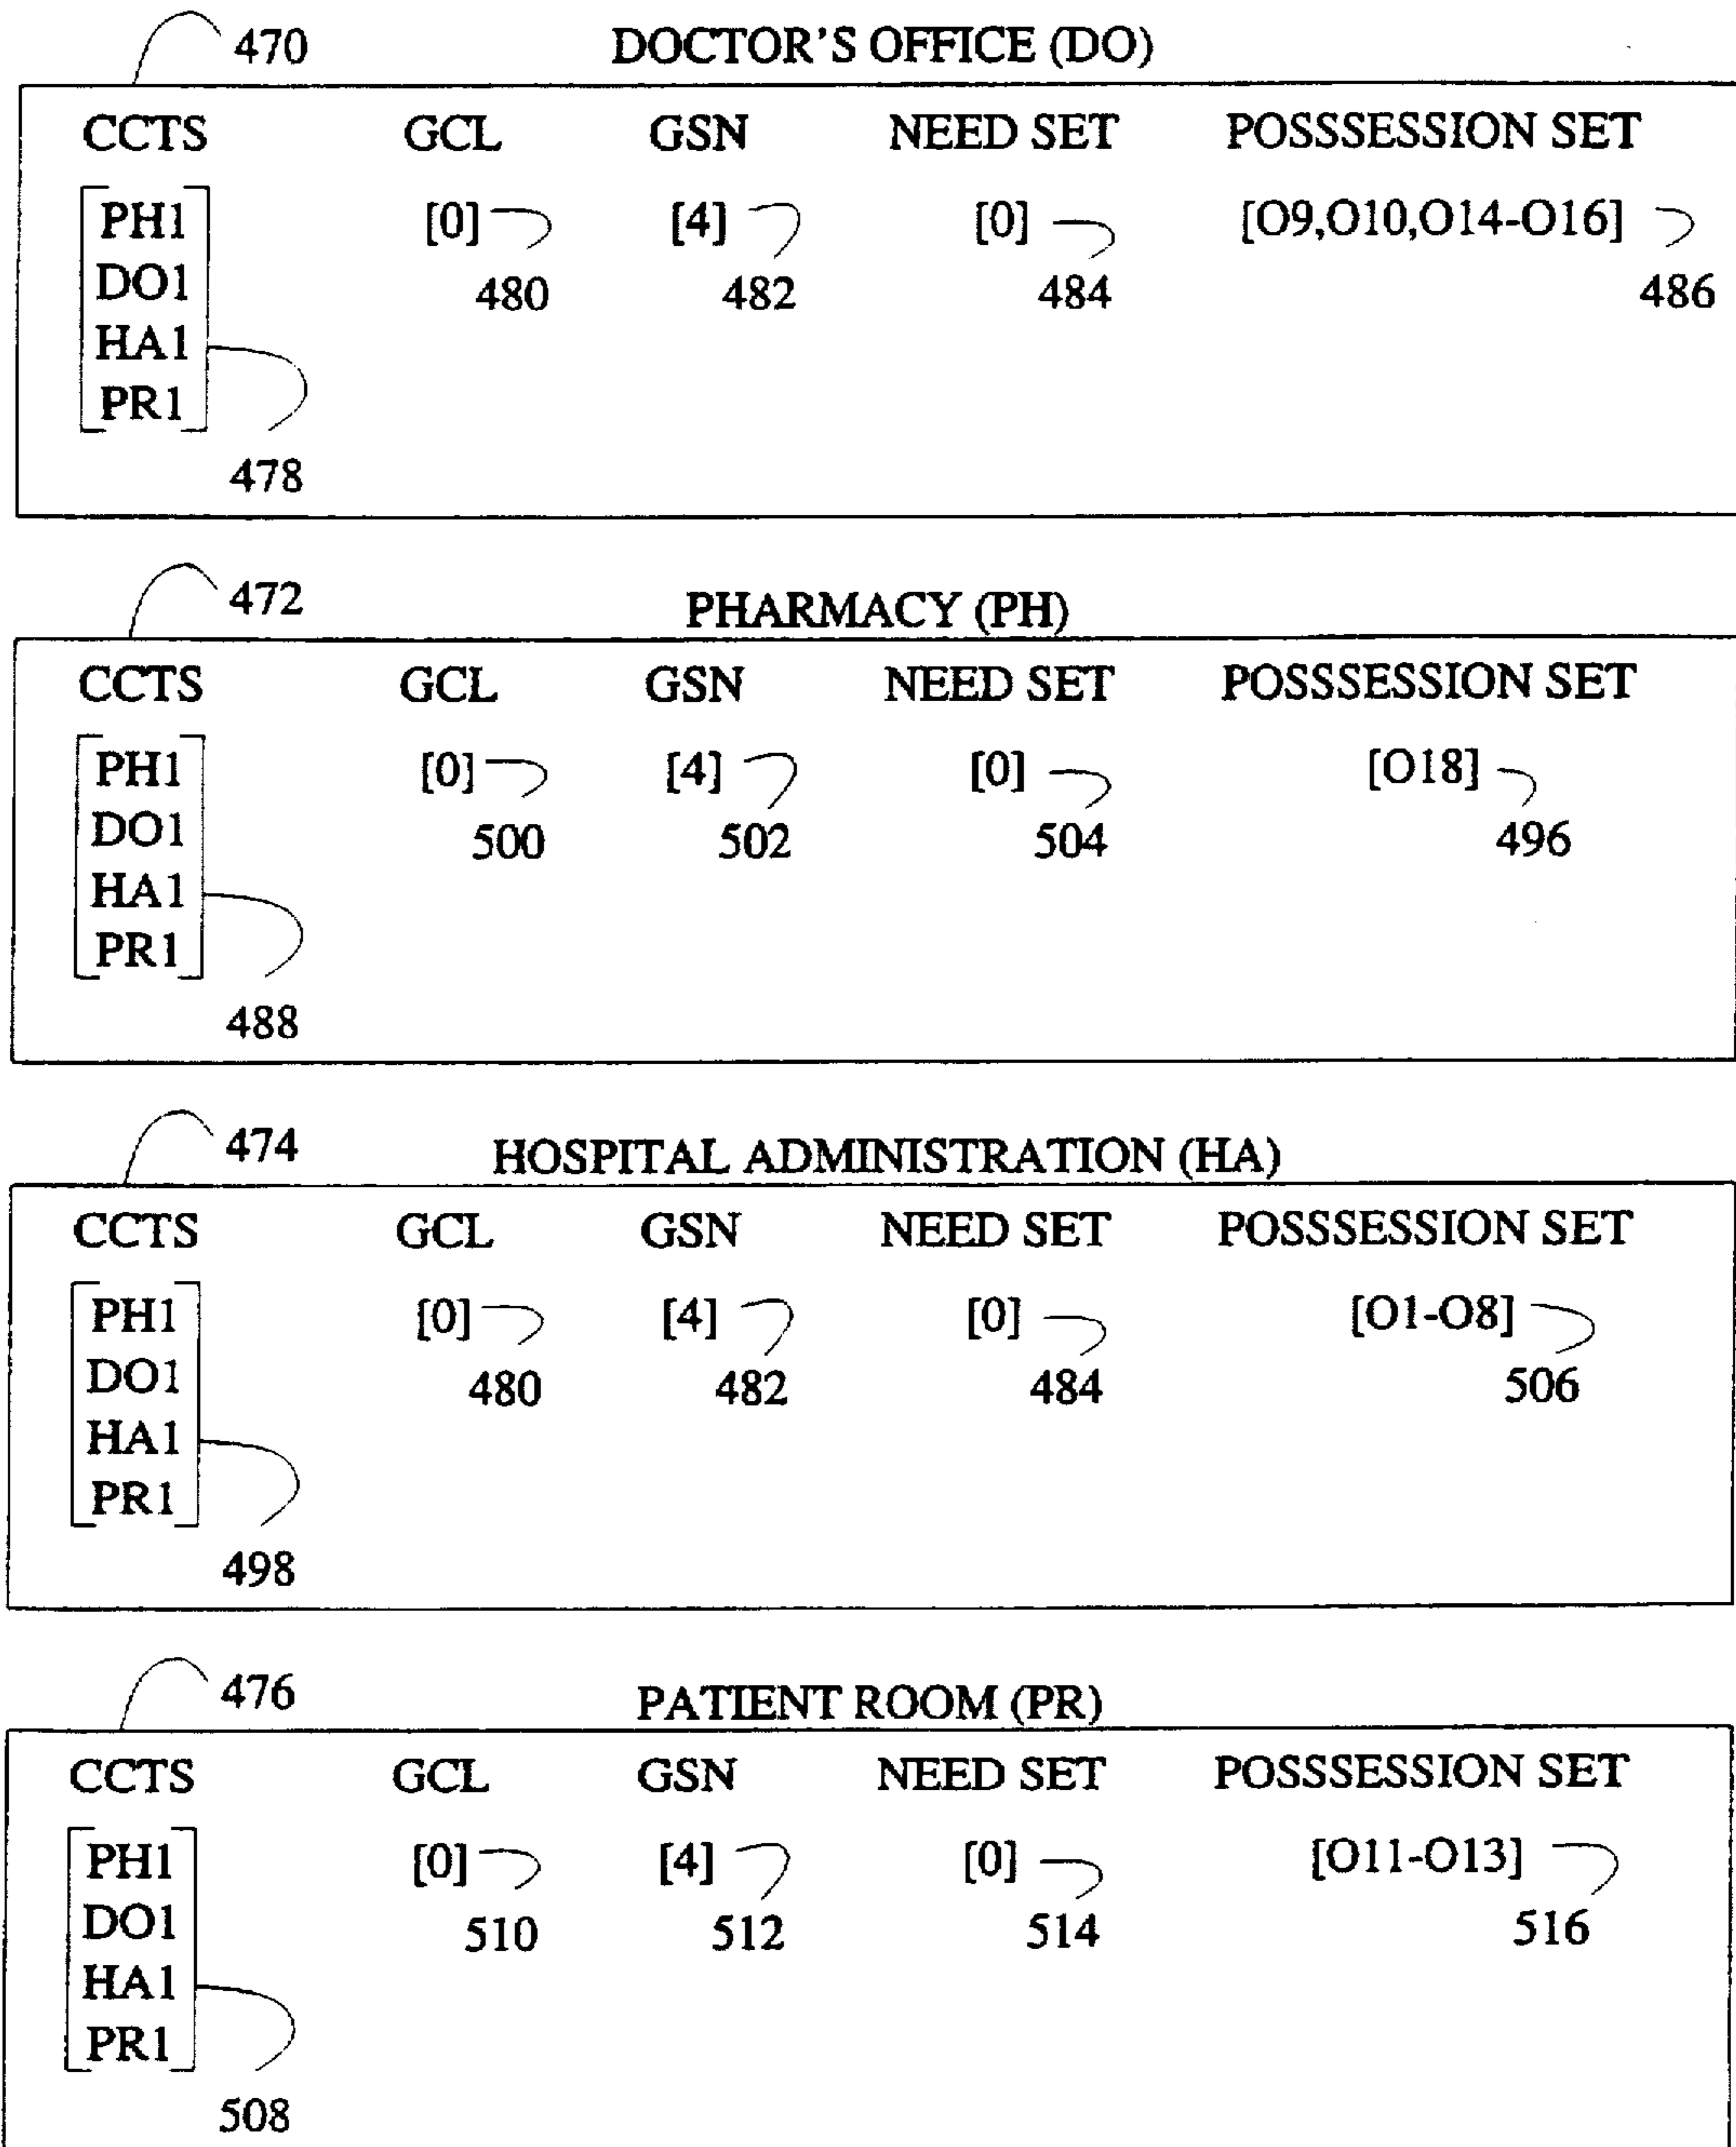 470 DOCTOR'S OFFICE (DO)
CCTS GCL GSN NEED SET POSSSESSION SET
PH1 [0] [4] [0] [O9,O10,O14-O16]
DO1 480 482 484 486
HA1
PR1
478
472 PHARMACY (PH)
CCTS GCL GSN NEED SET POSSSESSION SET
PH1 [0] [4] [0] [O18]
DO1 500 502 504 496
HA1
PR1
488
474 HOSPITAL ADMINISTRATION (HA)
CCTS GCL GSN NEED SET POSSSESSION SET
PH1 [0] [4] [0] [O1-O8]
DO1 480 482 484 506
HA1
PR1
498
476 PATIENT ROOM (PR)
CCTS GCL GSN NEED SET POSSSESSION SET
PH1 [0] [4] [0] [O11-O13]
DO1 510 512 514 516
HA1
PR1
508